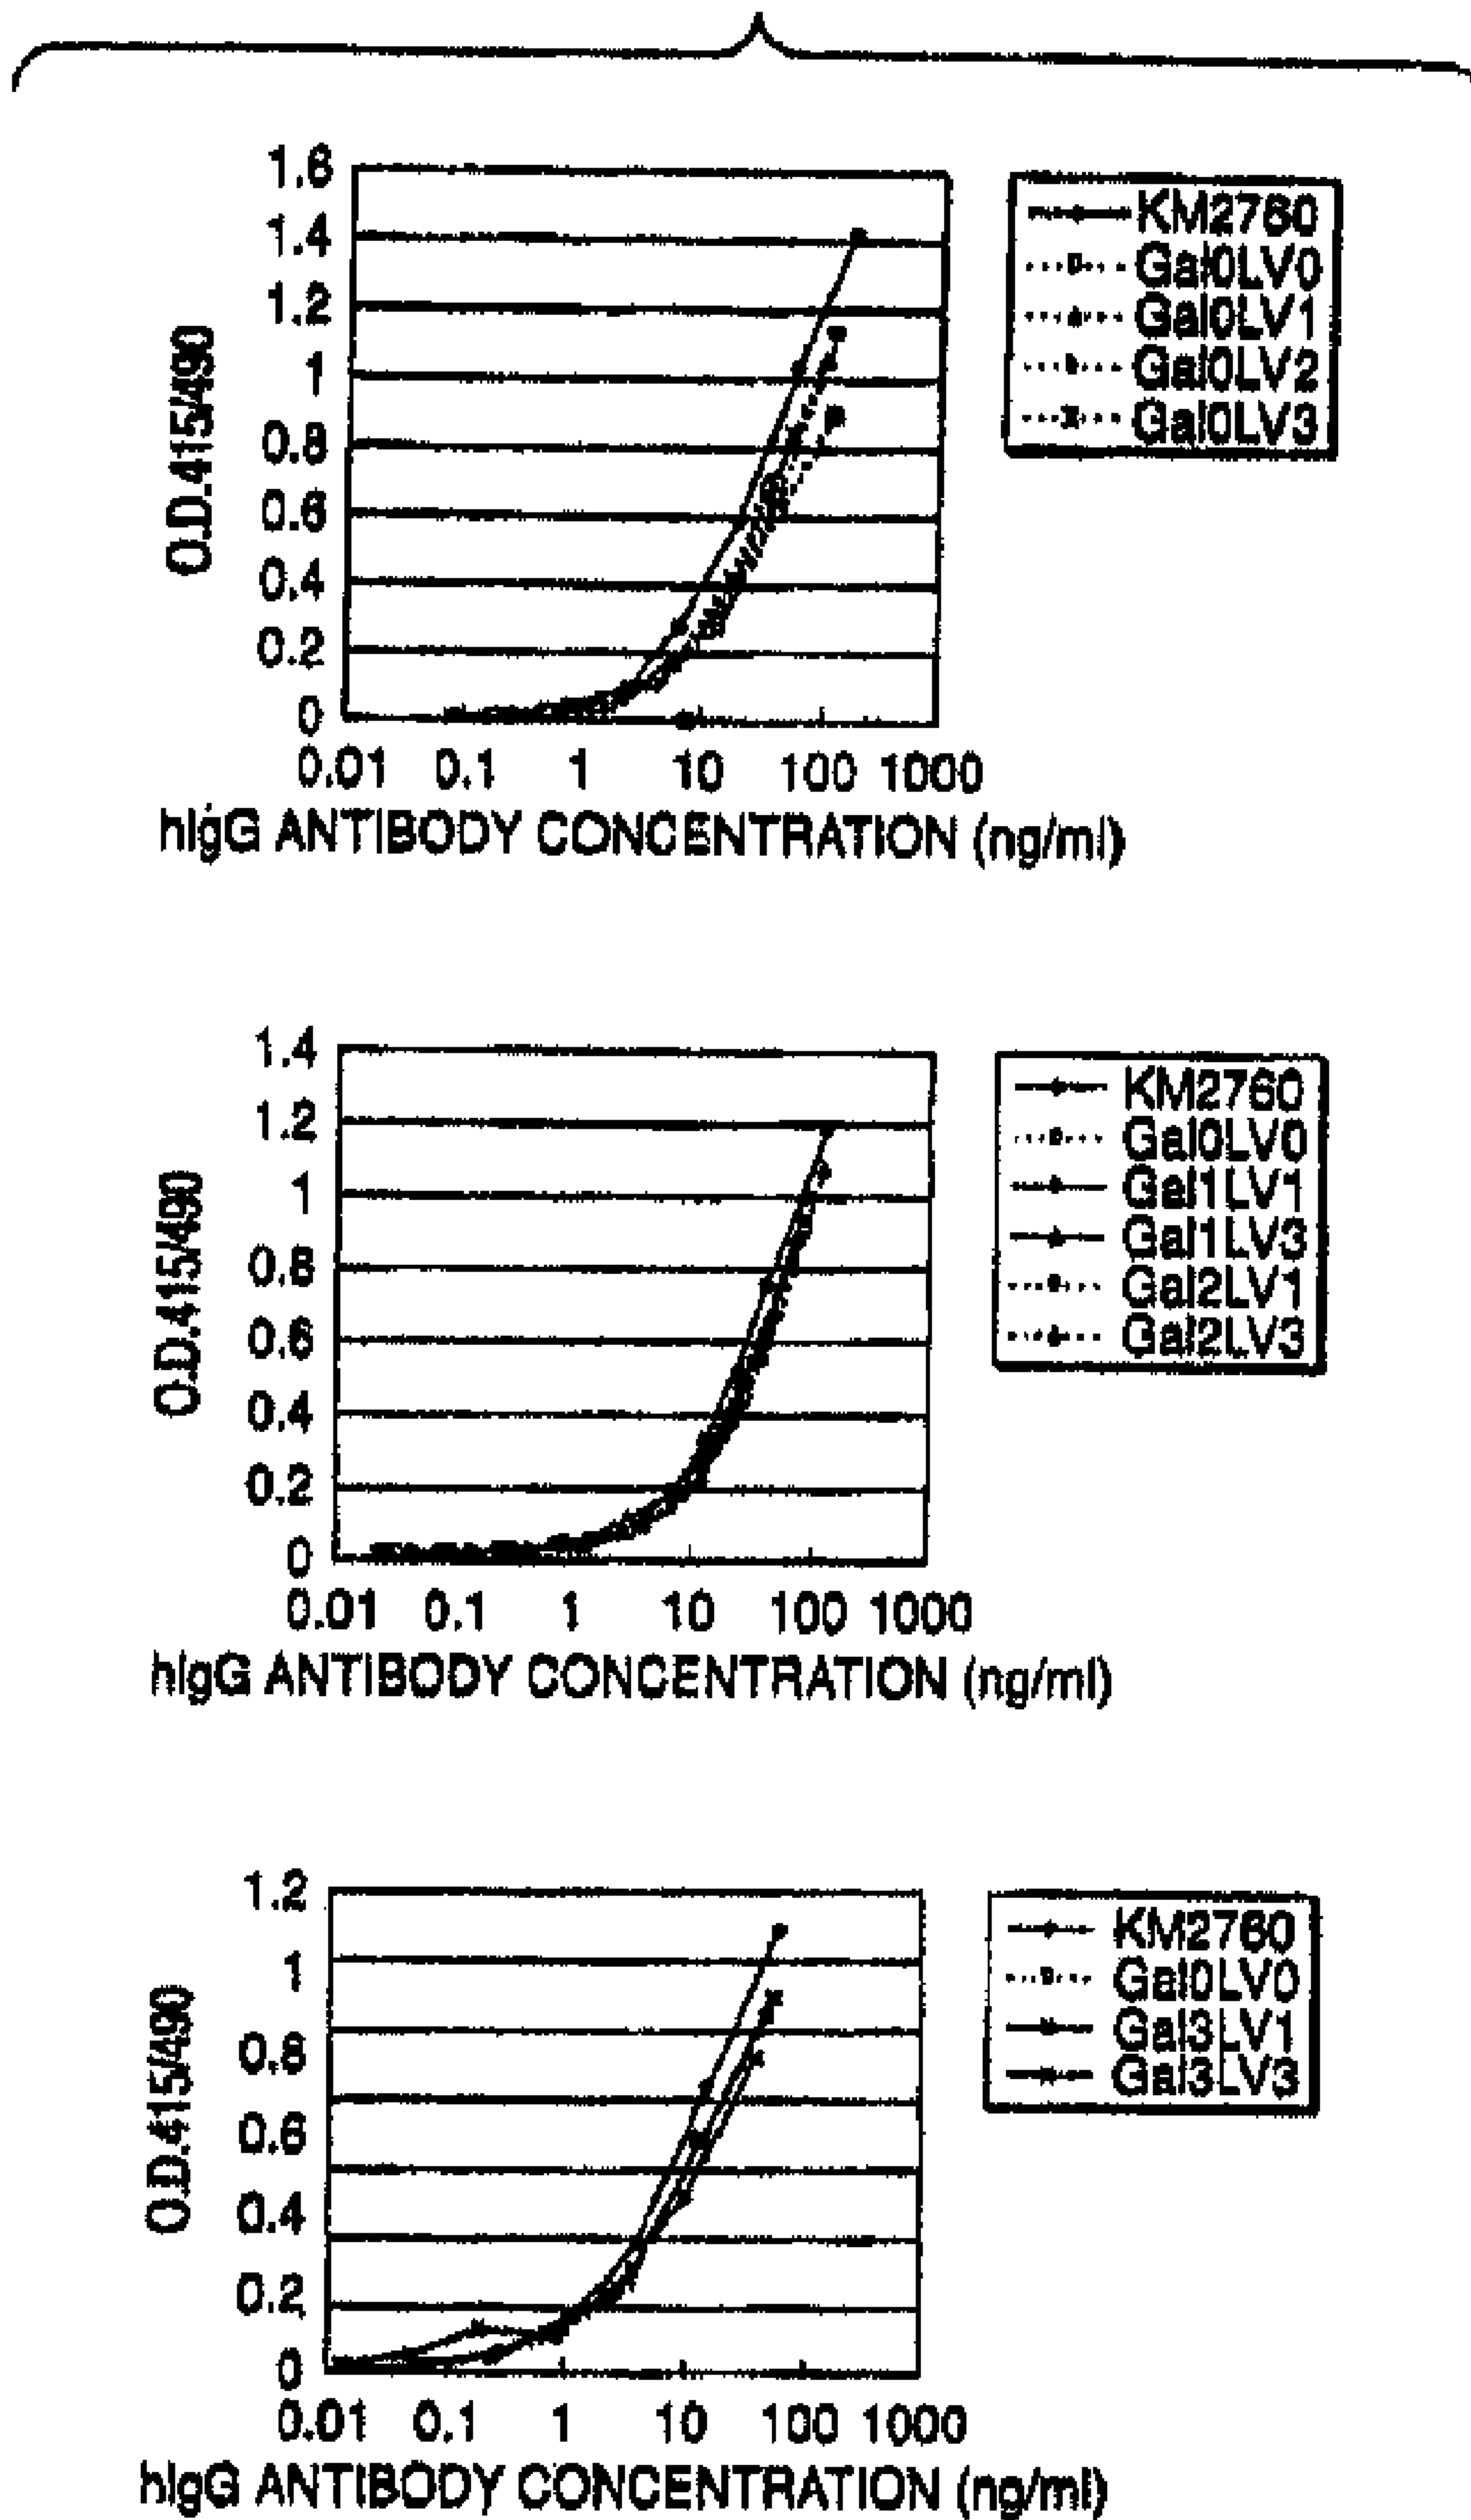 1.6
1.4
1.2
1
0.8
0.6
0.4
0.2
0
O.D.415/490
0.01 0.1 1 10 100 1000
hIgG ANTIBODY CONCENTRATION (ng/ml)
KM2760
Gal0LV0
Gal0LV1
Gal0LV2
Gal0LV3
1.4
1.2
1
0.8
0.6
0.4
0.2
0
O.D.415/490
0.01 0.1 1 10 100 1000
hIgG ANTIBODY CONCENTRATION (ng/ml)
KM2760
Gal0LV0
Gal1LV1
Gal1LV3
Gal2LV1
Gal2LV3
1.2
1
0.8
0.6
0.4
0.2
0
O.D.415/490
0.01 0.1 1 10 100 1000
hIgG ANTIBODY CONCENTRATION (ng/ml)
KM2760
Gal0LV0
Gal3LV1
Gal3LV3